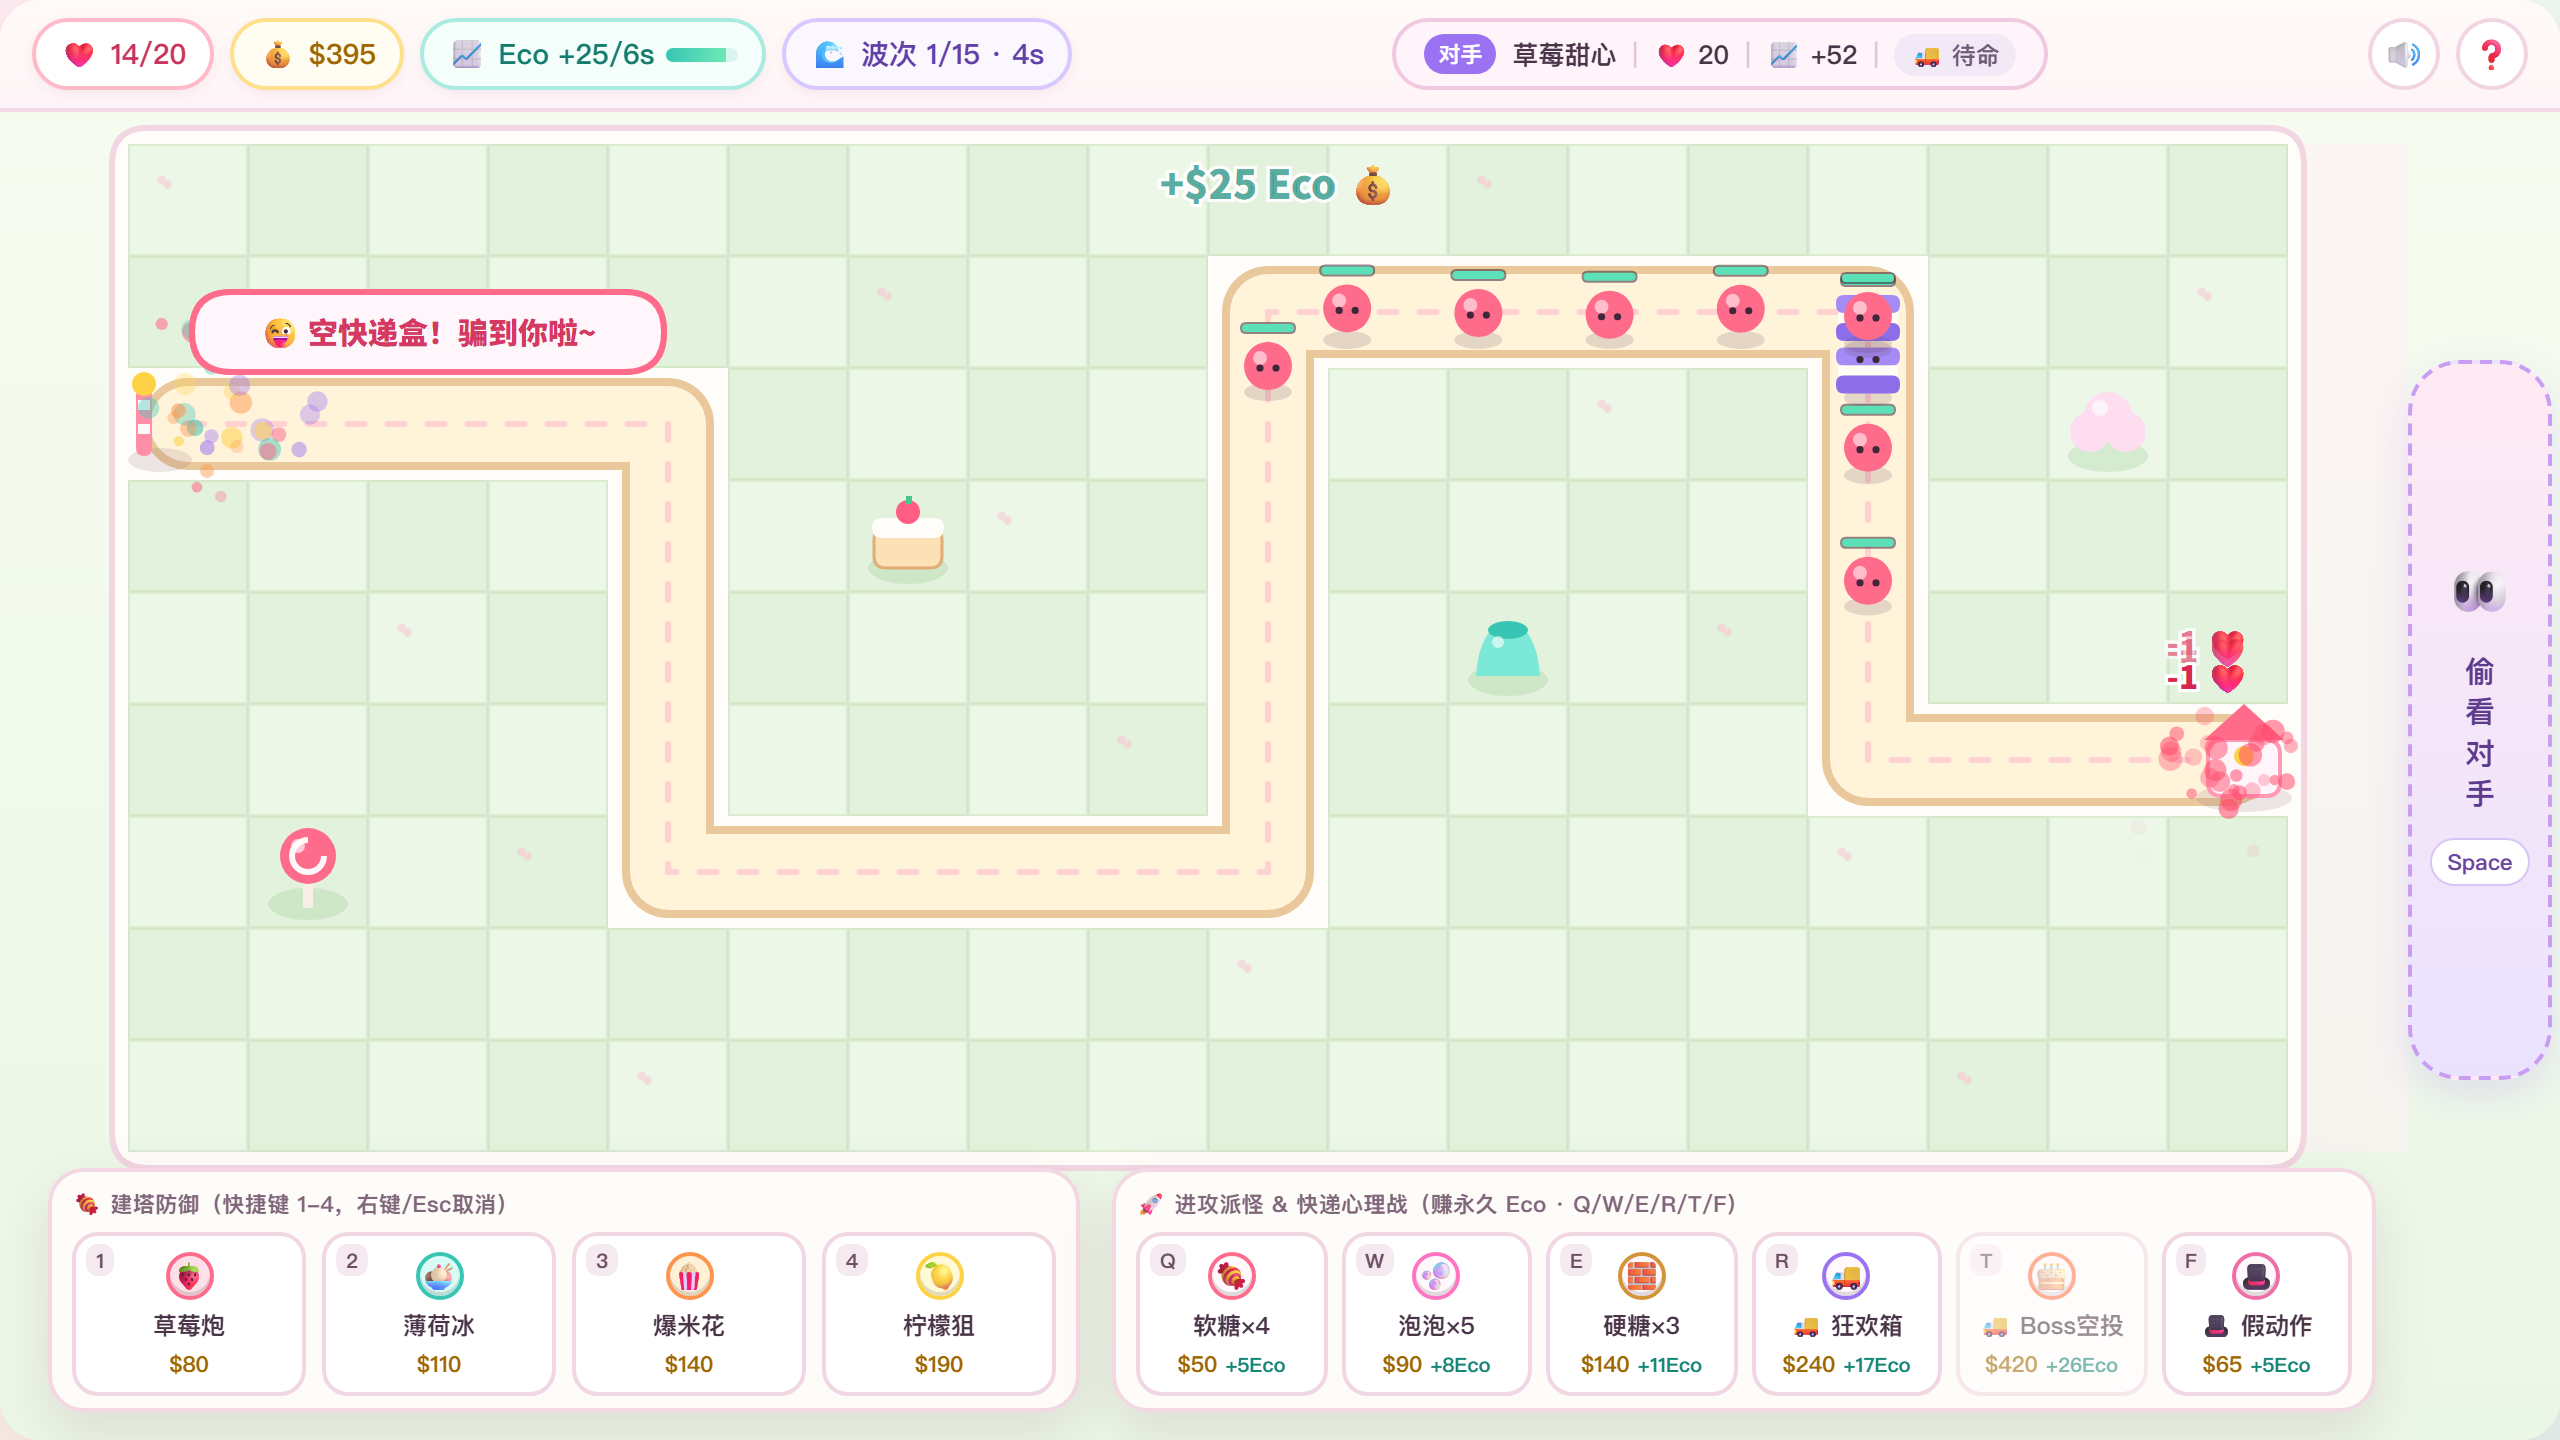 14/20
$395
Eco +25/6s
波次 1/15 · 4s
对手 草莓甜心 | 20 | +52 | 待命
+$25 Eco
空快递盒！骗到你啦~
-1
-1
偷看对手
Space
建塔防御（快捷键 1–4，右键/Esc取消）
1
草莓炮
$80
2
薄荷冰
$110
3
爆米花
$140
4
柠檬狙
$190
进攻派怪 & 快递心理战（赚永久 Eco · Q/W/E/R/T/F）
Q
软糖×4
$50 +5Eco
W
泡泡×5
$90 +8Eco
E
硬糖×3
$140 +11Eco
R
狂欢箱
$240 +17Eco
T
Boss空投
$420 +26Eco
F
假动作
$65 +5Eco